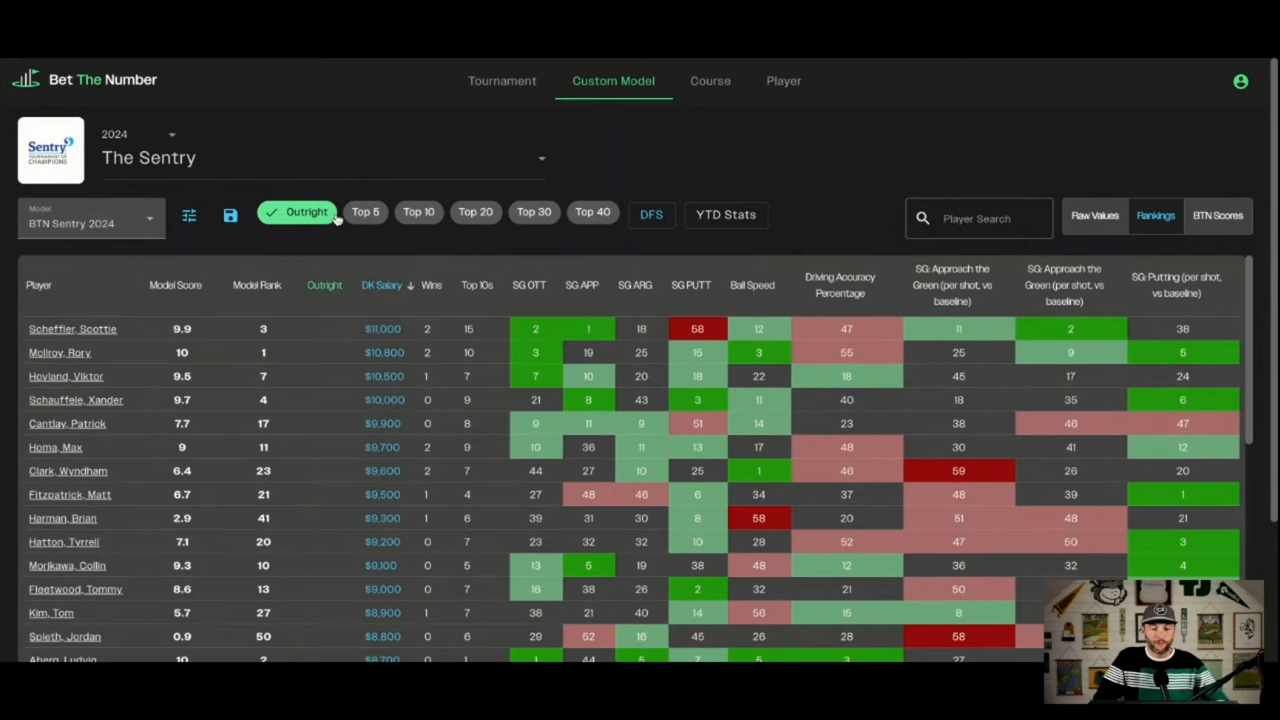 Bet The Number
Tournament
Custom Model
Course
Player
Sentry
TOURNAMENT OF
CHAMPIONS
2024
The Sentry
Model
BTN Sentry 2024
Outright
Top 5
Top 10
Top 20
Top 30
Top 40
DFS
YTD Stats
Player Search
Raw Values
Rankings
BTN Scores
Player Model Score Model Rank Outright DK Salary Wins Top 10s SG OTT SG APP SG ARG SG PUTT Ball Speed Driving Accuracy Percentage SG: Approach the Green (per shot, vs baseline) SG: Approach the Green (per shot, vs baseline) SG: Putting (per shot, vs baseline)
Scheffler, Scottie 9.9 3 $11,000 2 15 2 1 18 58 12 47 11 2 38
McIlroy, Rory 10 1 $10,800 2 10 3 19 25 15 3 55 25 9 5
Hovland, Viktor 9.5 7 $10,500 1 7 7 10 20 18 22 18 45 17 24
Schauffele, Xander 9.7 4 $10,000 0 9 21 8 43 3 11 40 18 35 6
Cantlay, Patrick 7.7 17 $9,900 0 8 9 11 9 51 14 23 38 46 47
Homa, Max 9 11 $9,700 2 9 10 36 11 13 17 48 30 41 12
Clark, Wyndham 6.4 23 $9,600 2 7 44 27 10 25 1 46 59 26 20
Fitzpatrick, Matt 6.7 21 $9,500 1 4 27 48 46 6 34 37 48 39 1
Harman, Brian 2.9 41 $9,300 1 6 39 31 30 8 58 20 51 48 21
Hatton, Tyrrell 7.1 20 $9,200 0 7 23 32 32 10 28 52 47 50 3
Morikawa, Collin 9.3 10 $9,100 0 5 13 5 19 38 48 12 36 32 4
Fleetwood, Tommy 8.6 13 $9,000 0 7 16 38 26 2 32 21 50
Kim, Tom 5.7 27 $8,900 1 7 38 21 40 14 56 15 8
Spieth, Jordan 0.9 50 $8,800 0 6 29 52 16 45 26 28 58
Aberg, Ludvig 10 2 $8,700 1 44 5 7 5 3 27